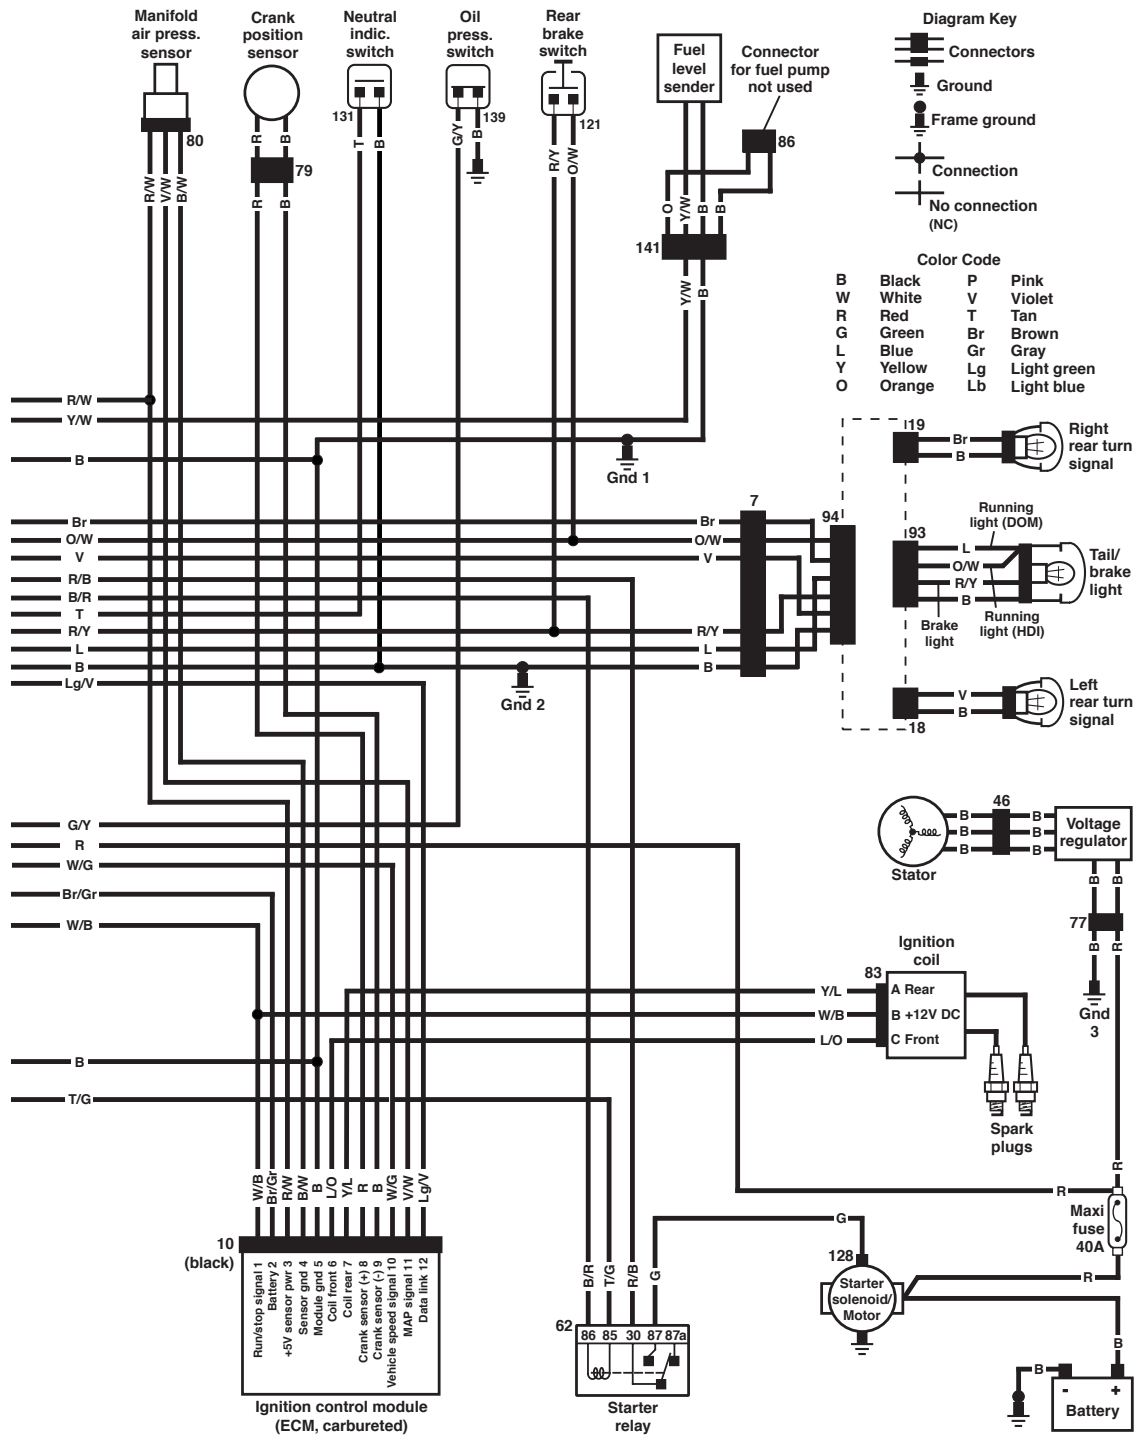 Manifold
air press.
sensor
Crank
position
sensor
Neutral
indic.
switch
Oil
press.
switch
Rear
brake
switch
Fuel
level
sender
Connector
for fuel pump
not used
Diagram Key
Connectors
Ground
Frame ground
Connection
No connection
(NC)
80
79
131
139
121
86
141
R/W
V/W
B/W
R
B
R
B
T
B
G/Y
B
R/Y
O/W
O
Y/W
B
B
Y/W
B
Color Code
B Black P Pink
W White V Violet
R Red T Tan
G Green Br Brown
L Blue Gr Gray
Y Yellow Lg Light green
O Orange Lb Light blue
R/W
Y/W
B
Gnd 1
19
Br
B
Right
rear turn
signal
Br
O/W
V
R/B
B/R
T
R/Y
L
B
Lg/V
Gnd 2
7
Br
O/W
V
R/Y
L
B
94
93
L
O/W
R/Y
B
Running
light (DOM)
Brake
light
Running
light (HDI)
Tail/
brake
light
V
B
18
Left
rear turn
signal
G/Y
R
W/G
Br/Gr
W/B
B
T/G
46
B
B
B
B
B
B
Stator
Voltage
regulator
B
B
77
B
R
Gnd
3
Ignition
coil
83
Y/L
W/B
L/O
A Rear
B +12V DC
C Front
Spark
plugs
R
R
Maxi
fuse
40A
R
B
W/B
Br/Gr
R/W
B/W
B
L/O
Y/L
R
B
W/G
V/W
Lg/V
10
(black)
Run/stop signal 1
Battery 2
+5V sensor pwr 3
Sensor gnd 4
Module gnd 5
Coil front 6
Coil rear 7
Crank sensor (+) 8
Crank sensor (-) 9
Vehicle speed signal 10
MAP signal 11
Data link 12
Ignition control module
(ECM, carbureted)
B/R
T/G
R/B
G
62
86 85 30 87 87a
Starter
relay
G
128
Starter
solenoid/
Motor
B
- +
Battery